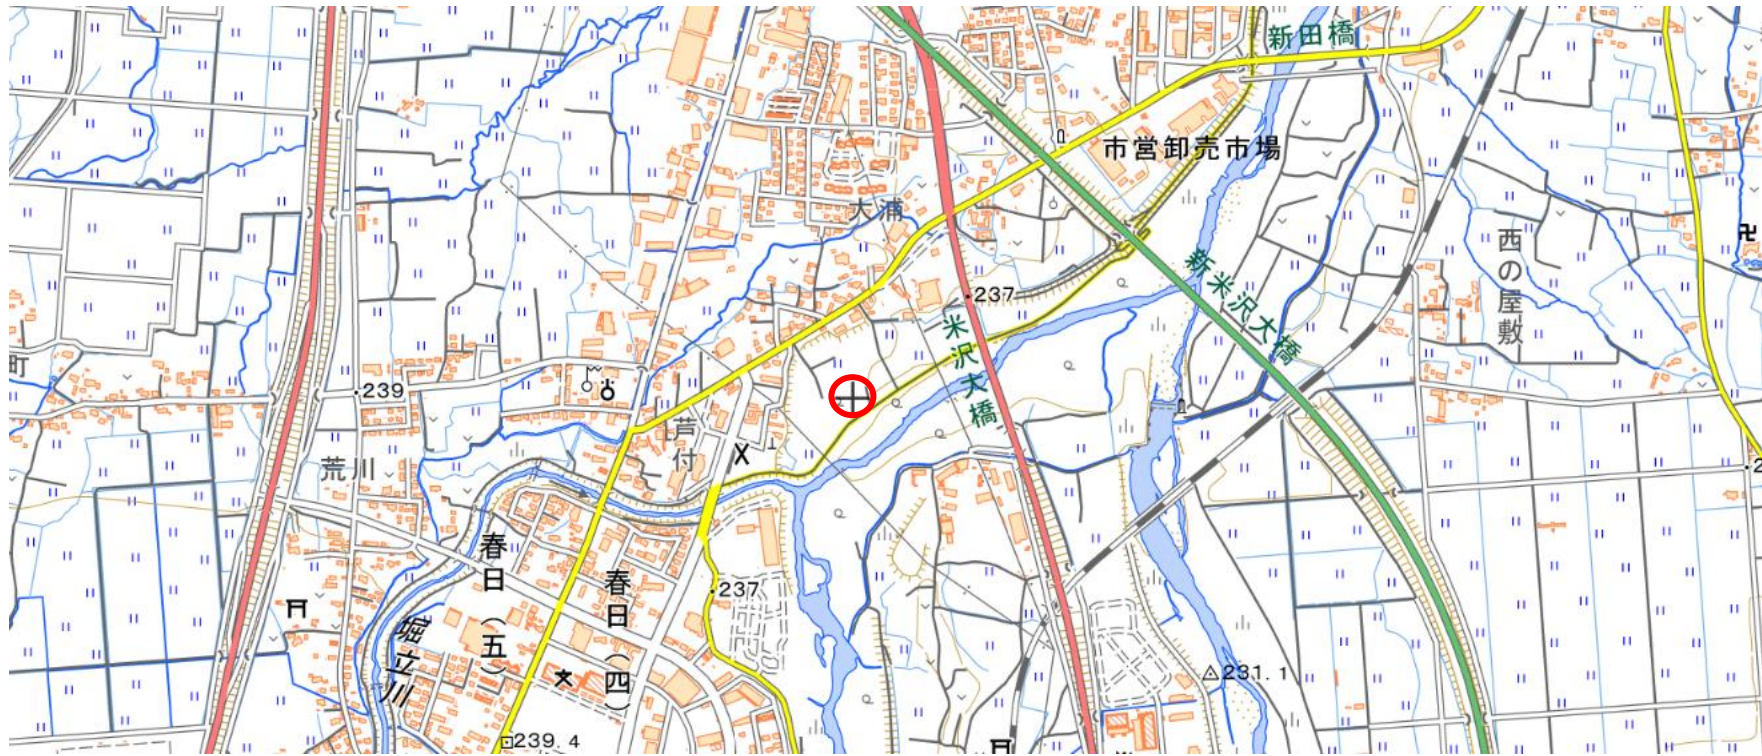 新田橋
市営卸売市場
大浦
新米沢大橋
西の屋敷
237
米沢大橋
町
239
芦付
荒川
春日(五)
春日(四)
237
堀立川
231.1
239.4
2